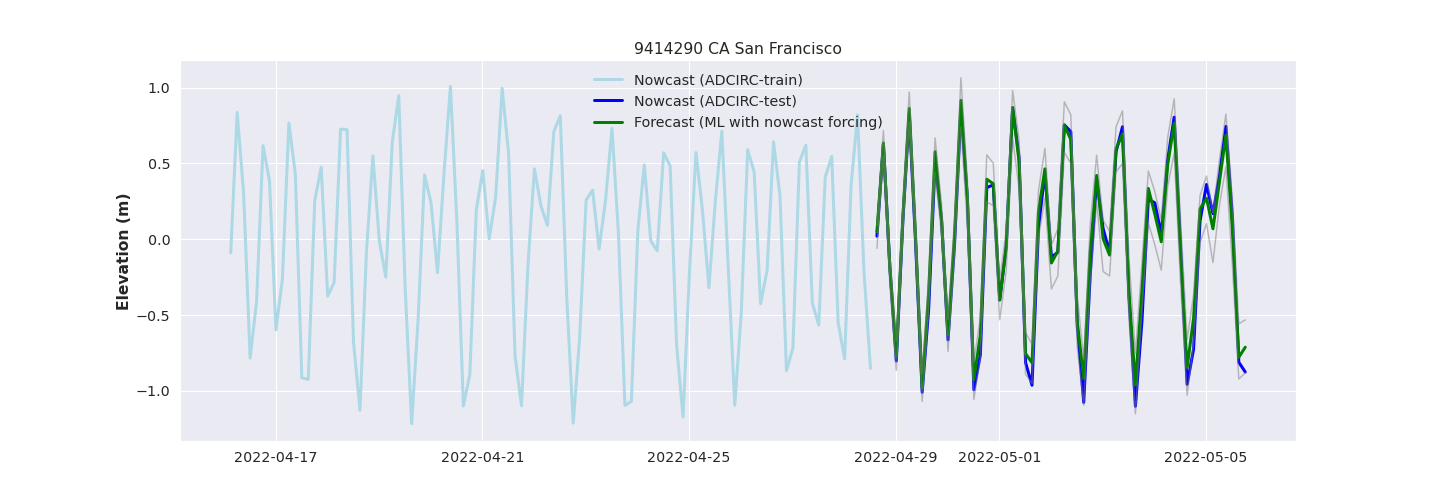 9414290 CA San Francisco
Nowcast (ADCIRC-train)
Nowcast (ADCIRC-test)
Forecast (ML with nowcast forcing)
Elevation (m)
1.0
0.5
0.0
−0.5
−1.0
2022-04-17 2022-04-21 2022-04-25 2022-04-29 2022-05-01 2022-05-05